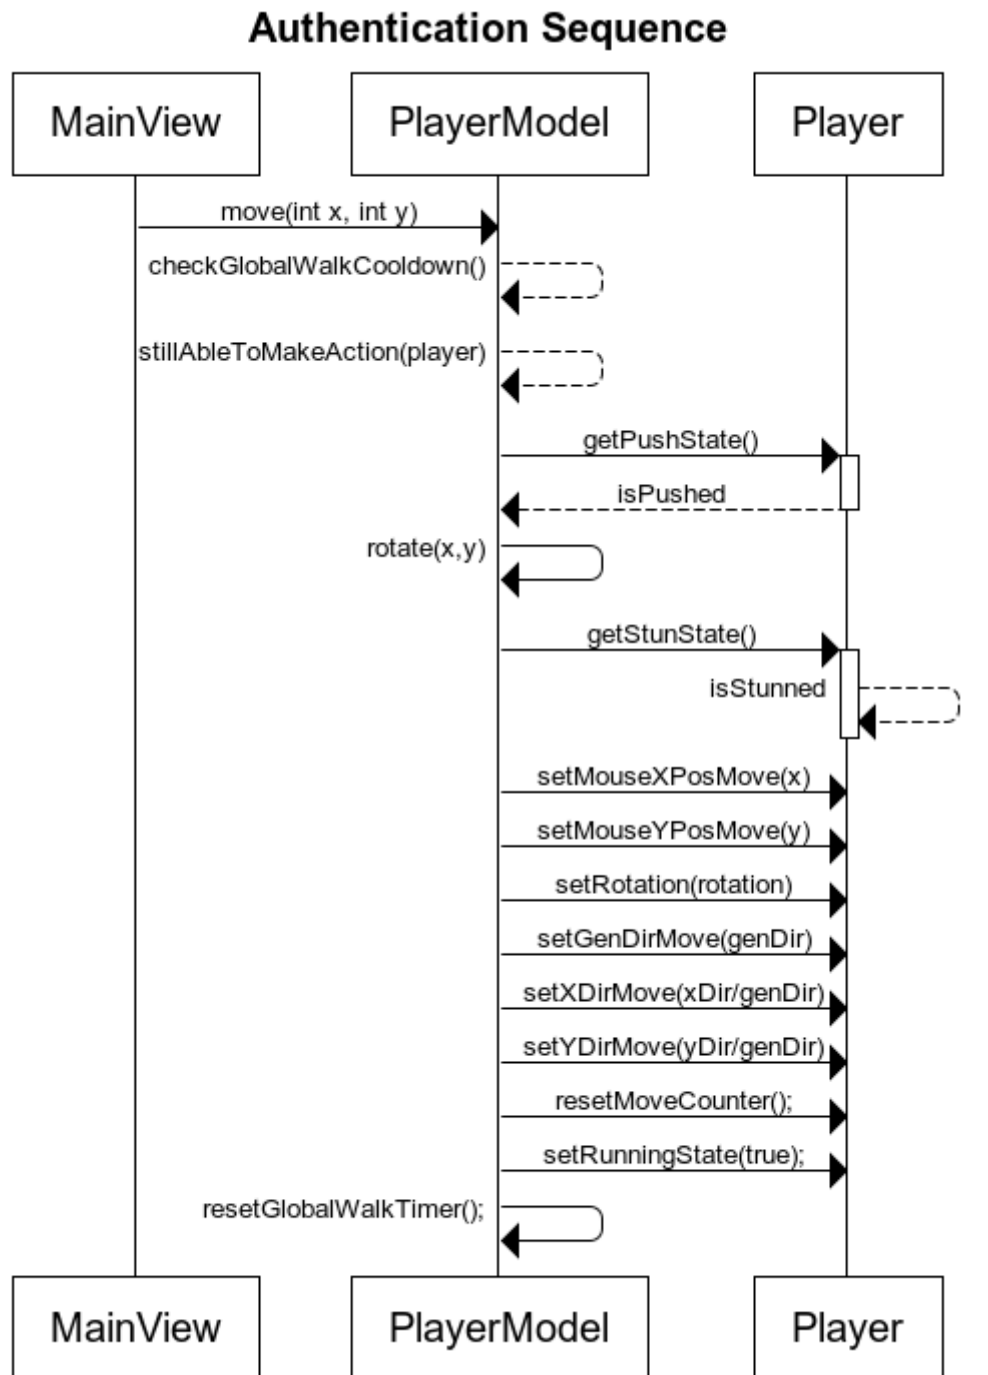 Authentication Sequence
MainView
PlayerModel
Player
move(int x, int y)
checkGlobalWalkCooldown()
stillAbleToMakeAction(player)
getPushState()
isPushed
rotate(x,y)
getStunState()
isStunned
setMouseXPosMove(x)
setMouseYPosMove(y)
setRotation(rotation)
setGenDirMove(genDir)
setXDirMove(xDir/genDir)
setYDirMove(yDir/genDir)
resetMoveCounter();
setRunningState(true);
resetGlobalWalkTimer();
MainView
PlayerModel
Player